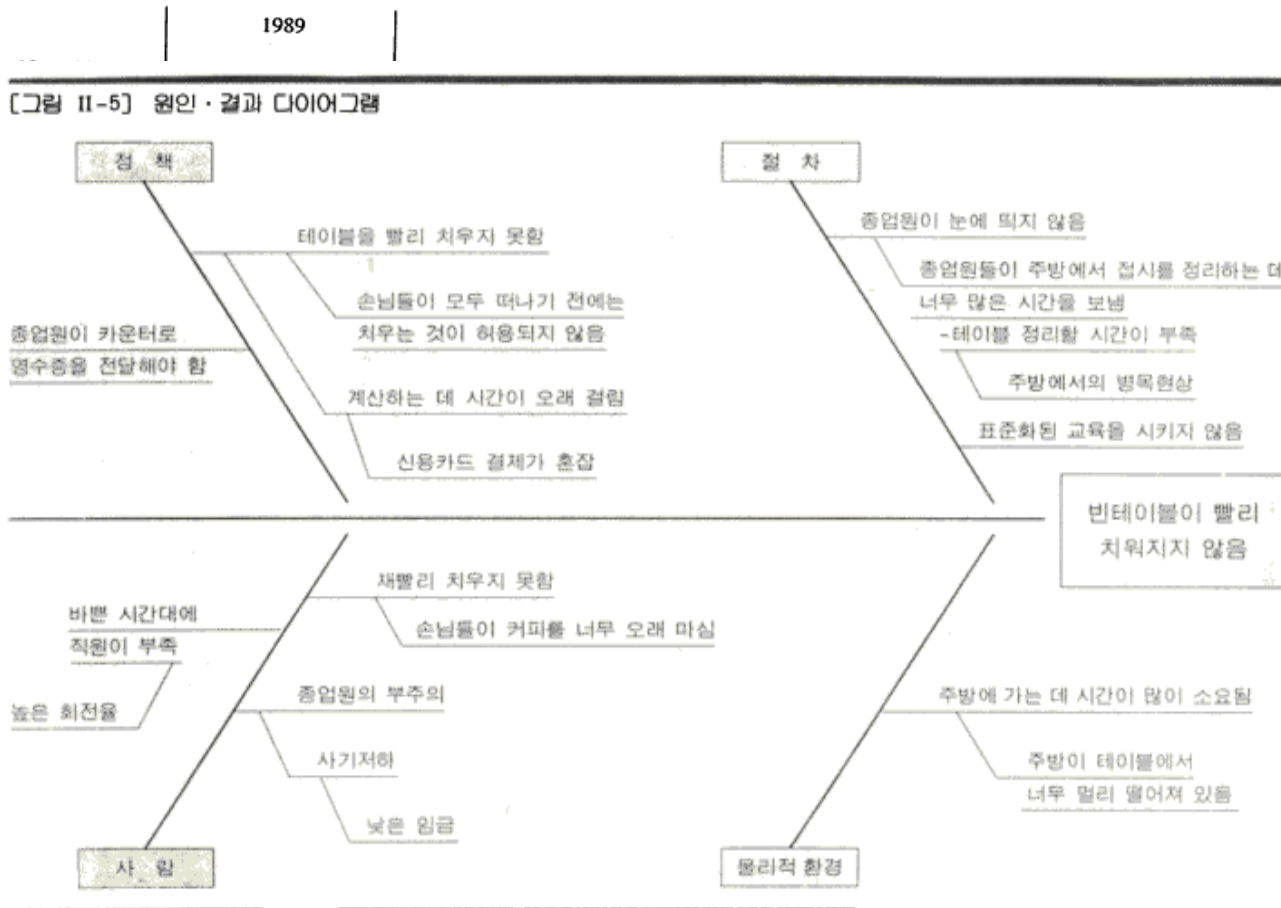 1989
[그림 II-5] 원인·결과 다이어그램
정 책
절 차
테이블을 빨리 치우지 못함
손님들이 모두 떠나기 전에는
치우는 것이 허용되지 않음
종업원이 카운터로
영수증을 전달해야 함
계산하는 데 시간이 오래 걸림
신용카드 결제가 혼잡
종업원이 눈에 띄지 않음
종업원들이 주방에서 접시를 정리하는 데
너무 많은 시간을 보냄
-테이블 정리할 시간이 부족
주방에서의 병목현상
표준화된 교육을 시키지 않음
빈테이블이 빨리
치워지지 않음
재빨리 치우지 못함
손님들이 커피를 너무 오래 마심
바쁜 시간대에
직원이 부족
높은 회전율
종업원의 부주의
사기저하
낮은 임금
주방에 가는 데 시간이 많이 소요됨
주방이 테이블에서
너무 멀리 떨어져 있음
사 람
물리적 환경